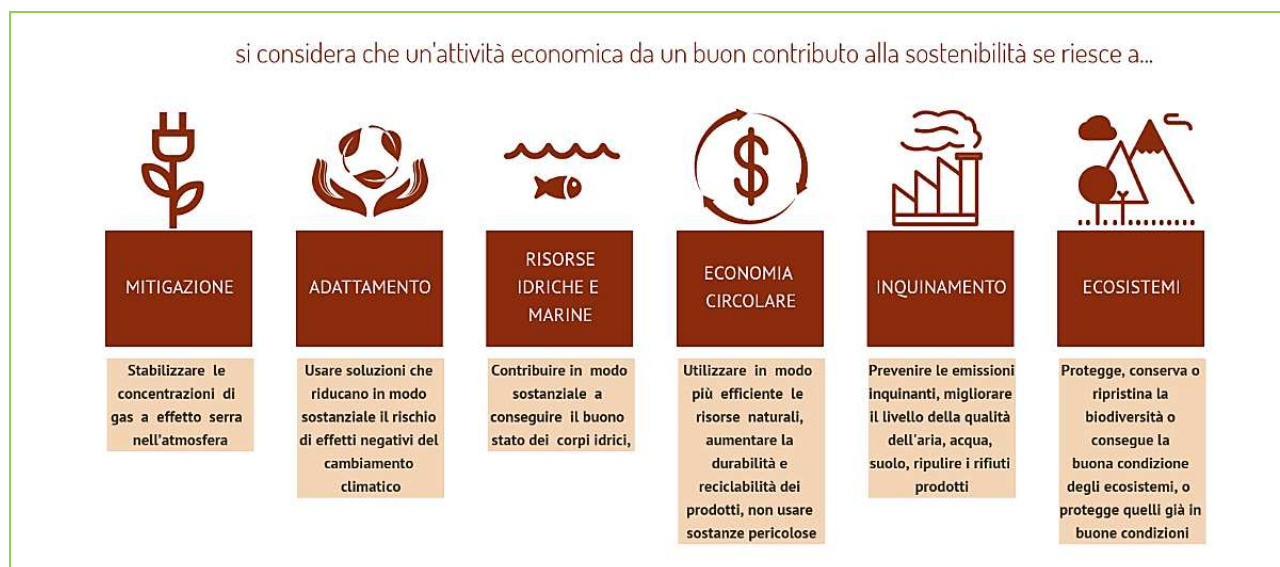 si considera che un'attività economica da un buon contributo alla sostenibilità se riesce a...
MITIGAZIONE
Stabilizzare le
concentrazioni di
gas a effetto serra
nell'atmosfera
ADATTAMENTO
Usare soluzioni che
riducano in modo
sostanziale il rischio
di effetti negativi del
cambiamento
climatico
RISORSE
IDRICHE E
MARINE
Contribuire in modo
sostanziale a
conseguire il buono
stato dei corpi idrici,
ECONOMIA
CIRCOLARE
Utilizzare in modo
più efficiente le
risorse naturali,
aumentare la
durabilità e
reciclabilità dei
prodotti, non usare
sostanze pericolose
INQUINAMENTO
Prevenire le emissioni
inquinanti, migliorare
il livello della qualità
dell'aria, acqua,
suolo, ripulire i rifiuti
prodotti
ECOSISTEMI
Protegge, conserva o
ripristina la
biodiversità o
consegue la
buona condizione
degli ecosistemi, o
protegge quelli già in
buone condizioni